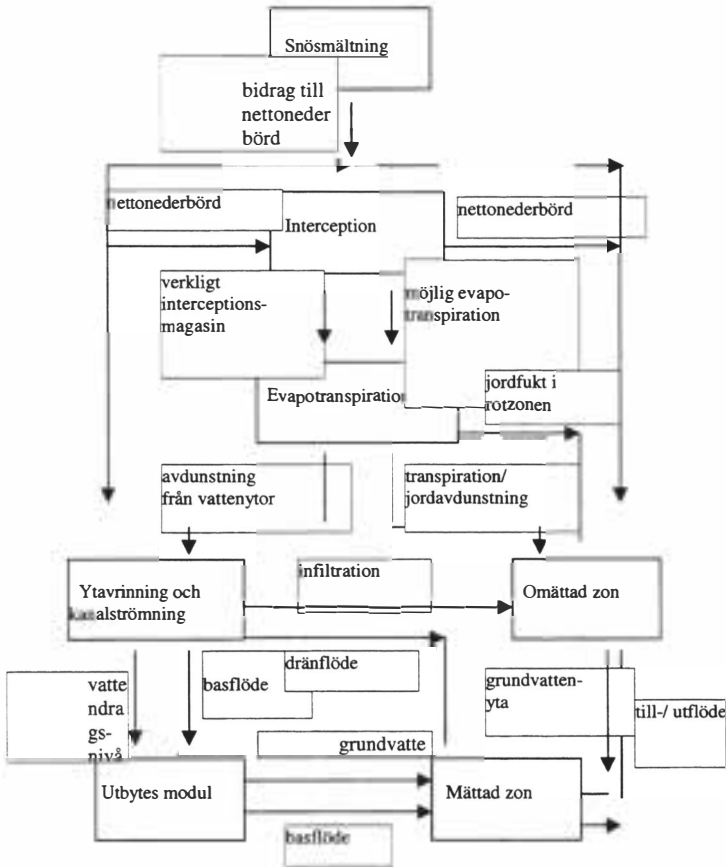 Snösmältning
bidrag till
nettoneder
börd
nettonederbörd
Interception
nettonederbörd
verkligt
interceptions-
magasin
möjlig evapo-
transpiration
Evapotranspiration
jordfukt i
rotzonen
avdunstning
från vattenytor
transpiration/
jordavdunstning
Ytavrinning och
kanalströmning
infiltration
Omättad zon
vatte
ndra
gs-
nivå
basflöde
dränflöde
grundvatten-
yta
till-/ utflöde
grundvatte
Utbytes modul
Mättad zon
basflöde